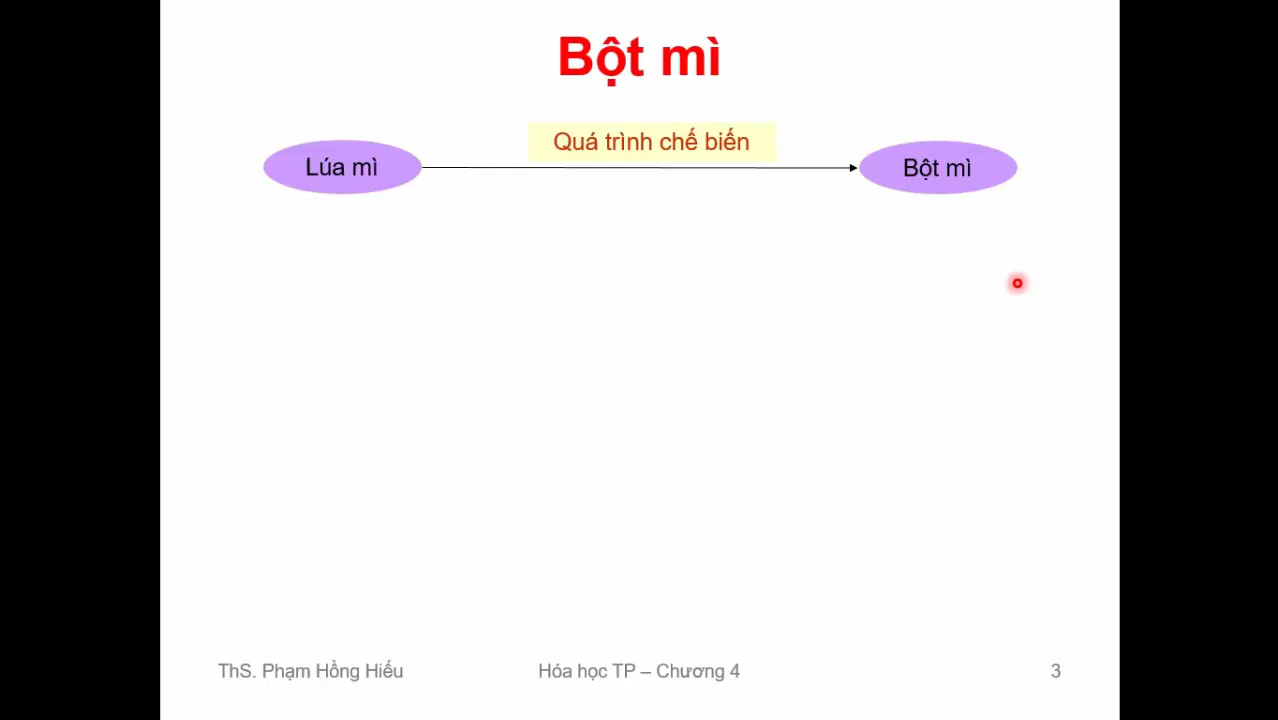 Bột mì
Quá trình chế biến
Lúa mì
Bột mì
ThS. Phạm Hồng Hiếu
Hóa học TP – Chương 4
3